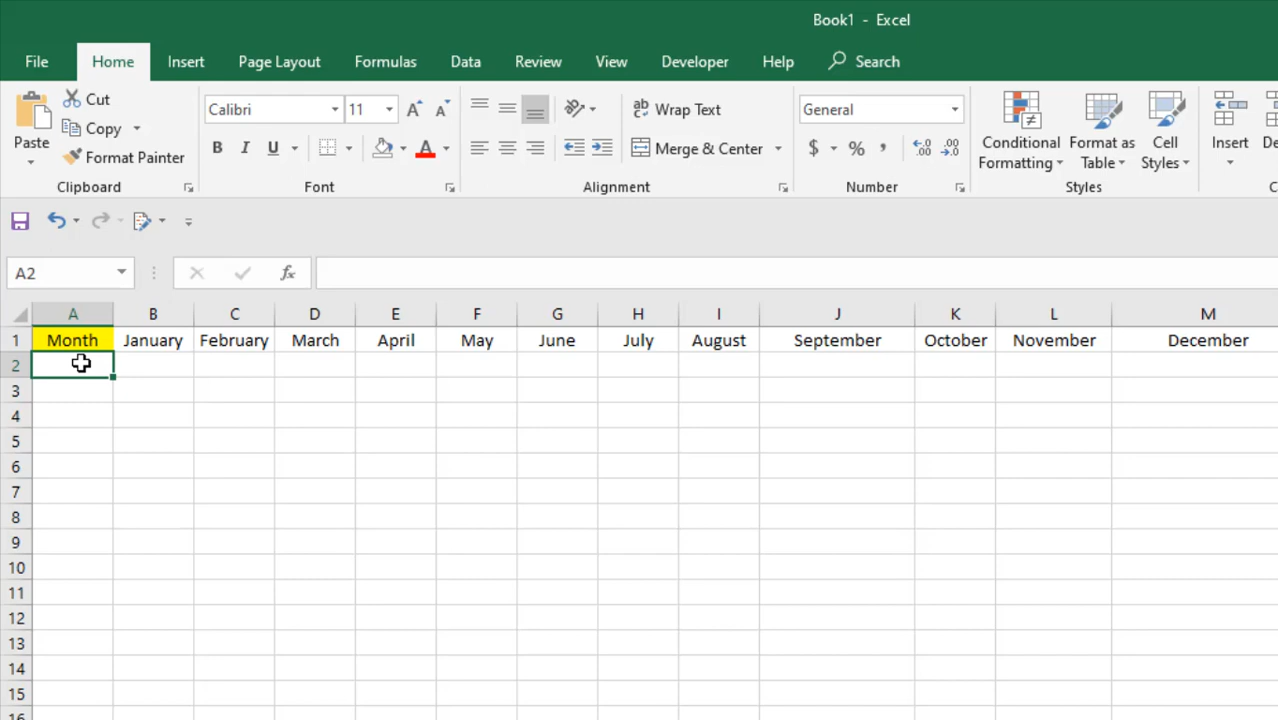 Book1 - Excel
File Home Insert Page Layout Formulas Data Review View Developer Help Search
Paste
Cut
Copy
Format Painter
Clipboard
Calibri 11 A A
B I U A
Font
ab Wrap Text
Merge & Center
Alignment
General
$ % , .00 .00
Number
Conditional Formatting
Format as Table
Cell Styles
Styles
Insert
A2 fx
A B C D E F G H I J K L M
1 Month January February March April May June July August September October November December
2
3
4
5
6
7
8
9
10
11
12
13
14
15